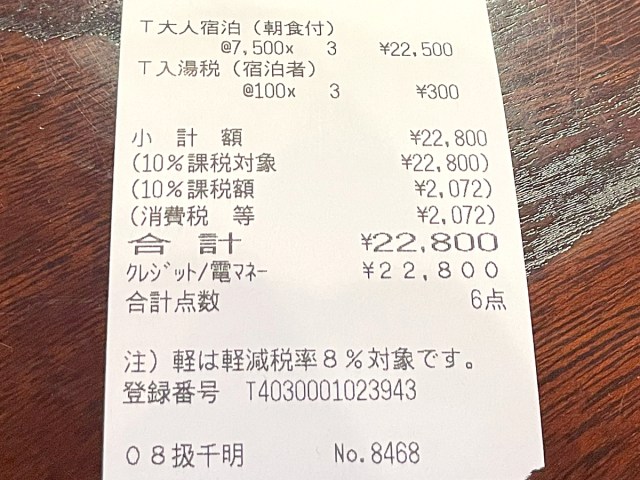 T大人宿泊（朝食付）
@7,500x 3 ¥22,500
T入湯税（宿泊者）
@100x 3 ¥300
小計額 ¥22,800
(10％課税対象 ¥22,800)
(10％課税額 ¥2,072)
(消費税 等 ¥2,072)
合計 ¥22,800
ｸﾚｼﾞｯﾄ/電ﾏﾈｰ ¥２２,８００
合計点数 6点
注）軽は軽減税率８％対象です。
登録番号 T4030001023943
０８扱千明 No.8468